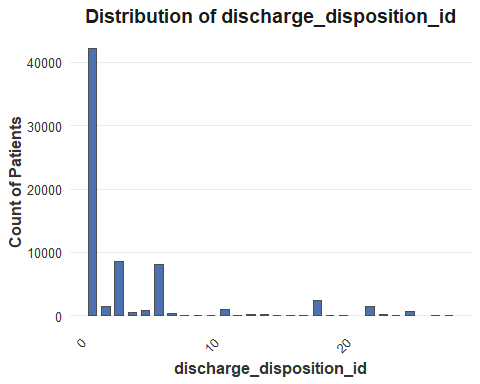 Distribution of discharge_disposition_id
Count of Patients
40000
30000
20000
10000
0
0
10
20
discharge_disposition_id